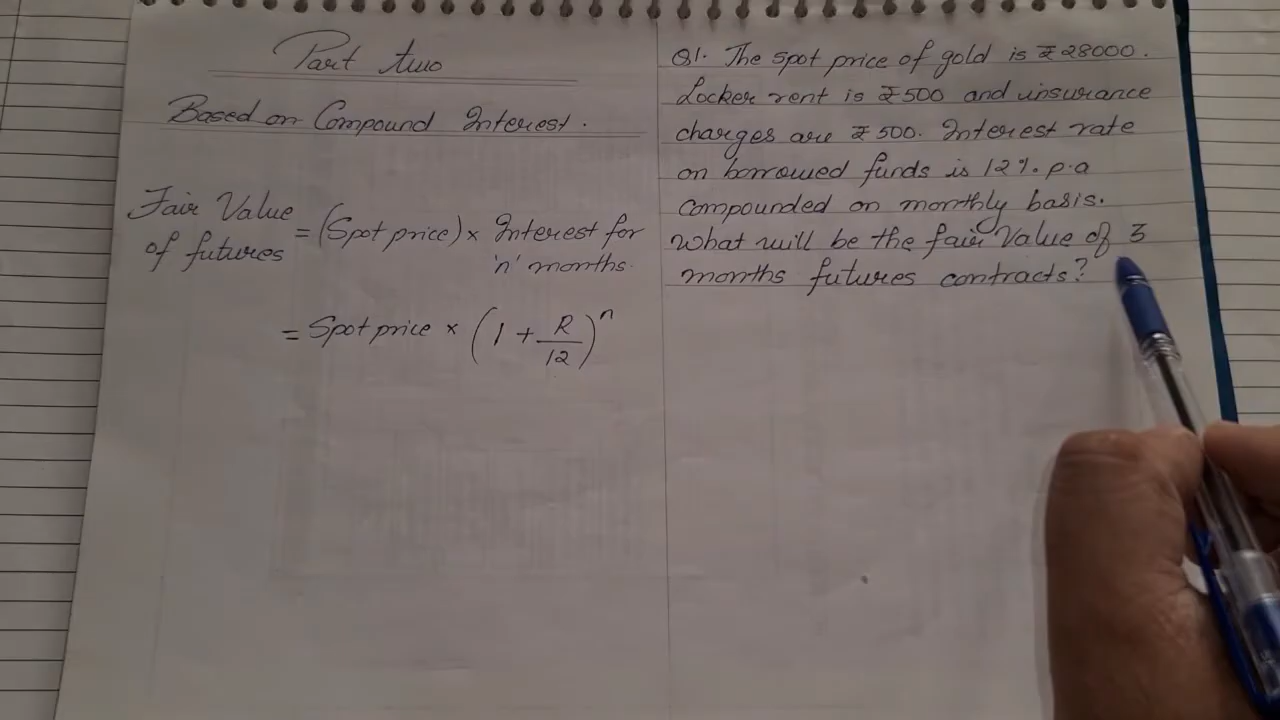 Part two
Based on Compound Interest.
Fair Value
of futures
= (Spot price) × Interest for
'n' months.
= Spot price × (1 + R/12)^n
Q1. The spot price of gold is ₹28000.
Locker rent is ₹500 and insurance
charges are ₹500. Interest rate
on borrowed funds is 12%. p.a
compounded on monthly basis.
What will be the fair Value of 3
months futures contracts?